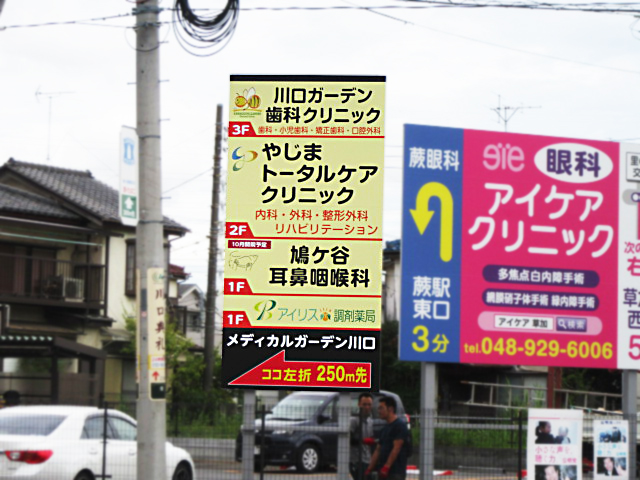 川口ガーデン
歯科クリニック
3F
歯科・小児歯科・矯正歯科・口腔外科
やじま
トータルケア
クリニック
内科・外科・整形外科
リハビリテーション
2F
10月開院予定
鳩ケ谷
耳鼻咽喉科
1F
アイリス
調剤薬局
1F
メディカルガーデン川口
ココ左折 250m先
蕨眼科
蕨駅
東口
3分
eye
眼科
アイケア
クリニック
多焦点白内障手術
網膜硝子体手術 緑内障手術
アイケア 草加
検索
tel.048-929-6006